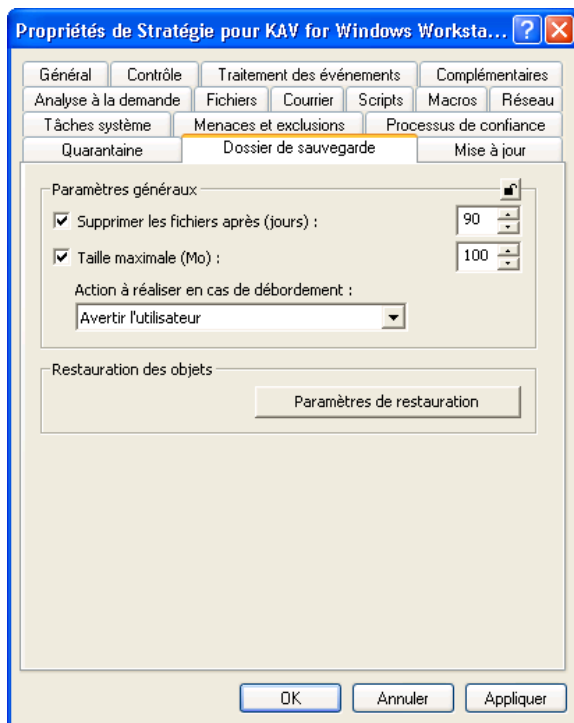 Propriétés de Stratégie pour KAV for Windows Worksta...
Général Contrôle Traitement des événements Complémentaires
Analyse à la demande Fichiers Courrier Scripts Macros Réseau
Tâches système Menaces et exclusions Processus de confiance
Quarantaine Dossier de sauvegarde Mise à jour
Paramètres généraux
Supprimer les fichiers après (jours) : 90
Taille maximale (Mo) : 100
Action à réaliser en cas de débordement :
Avertir l'utilisateur
Restauration des objets
Paramètres de restauration
OK Annuler Appliquer